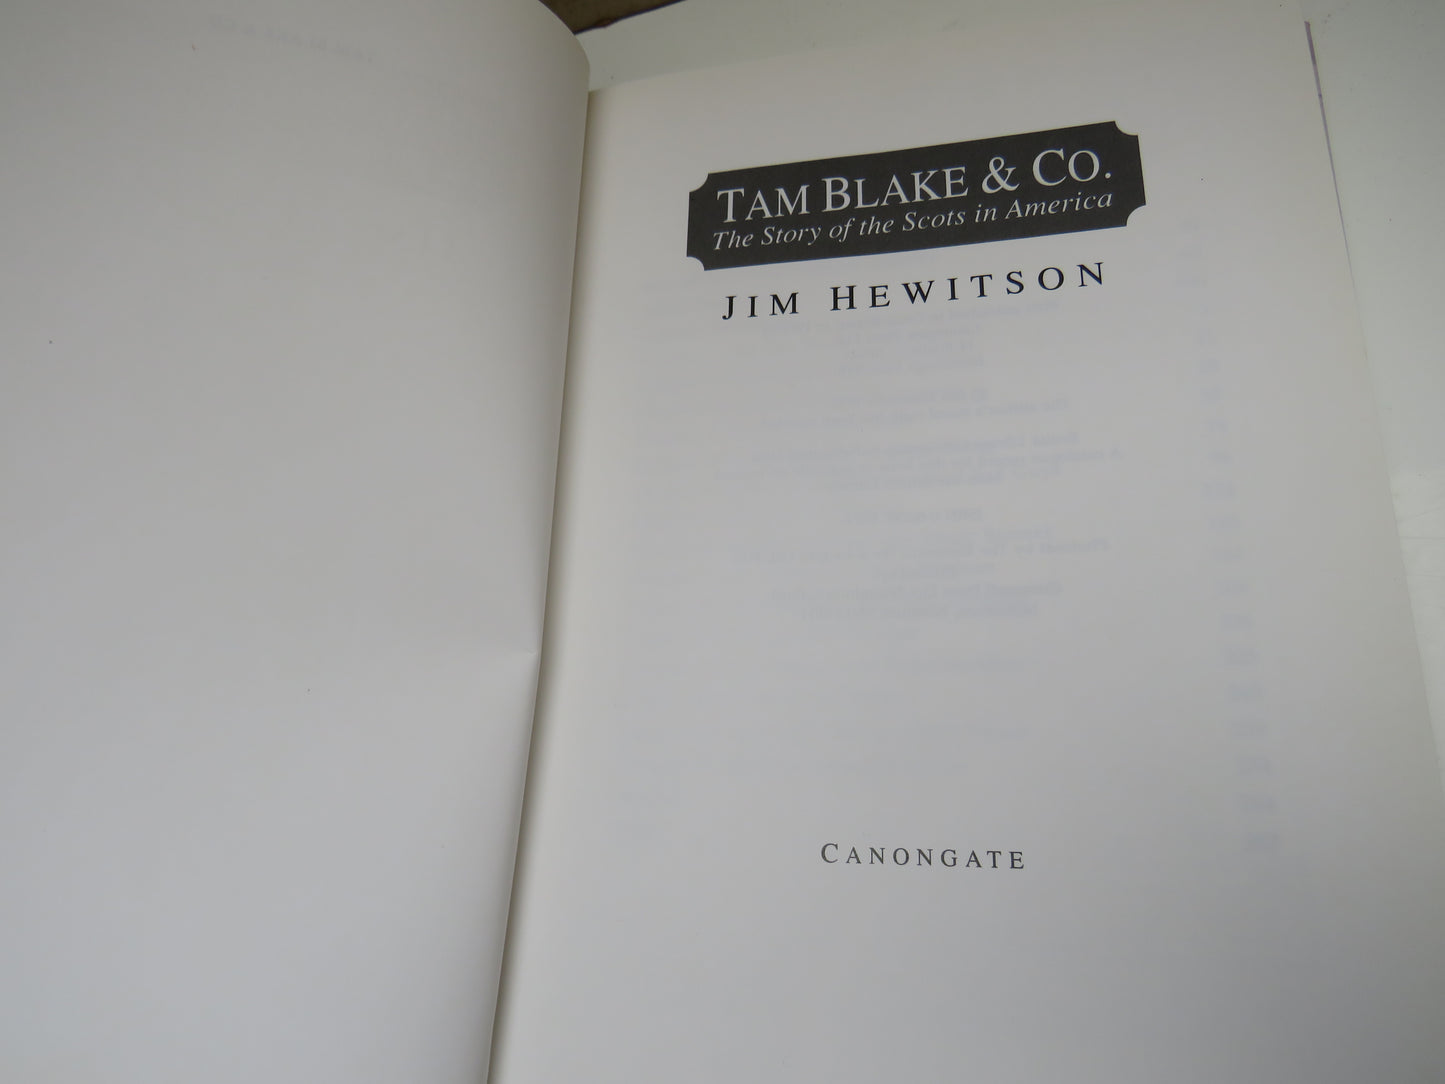 TAM BLAKE & CO.
The Story of the Scots in America
JIM HEWITSON
CANONGATE